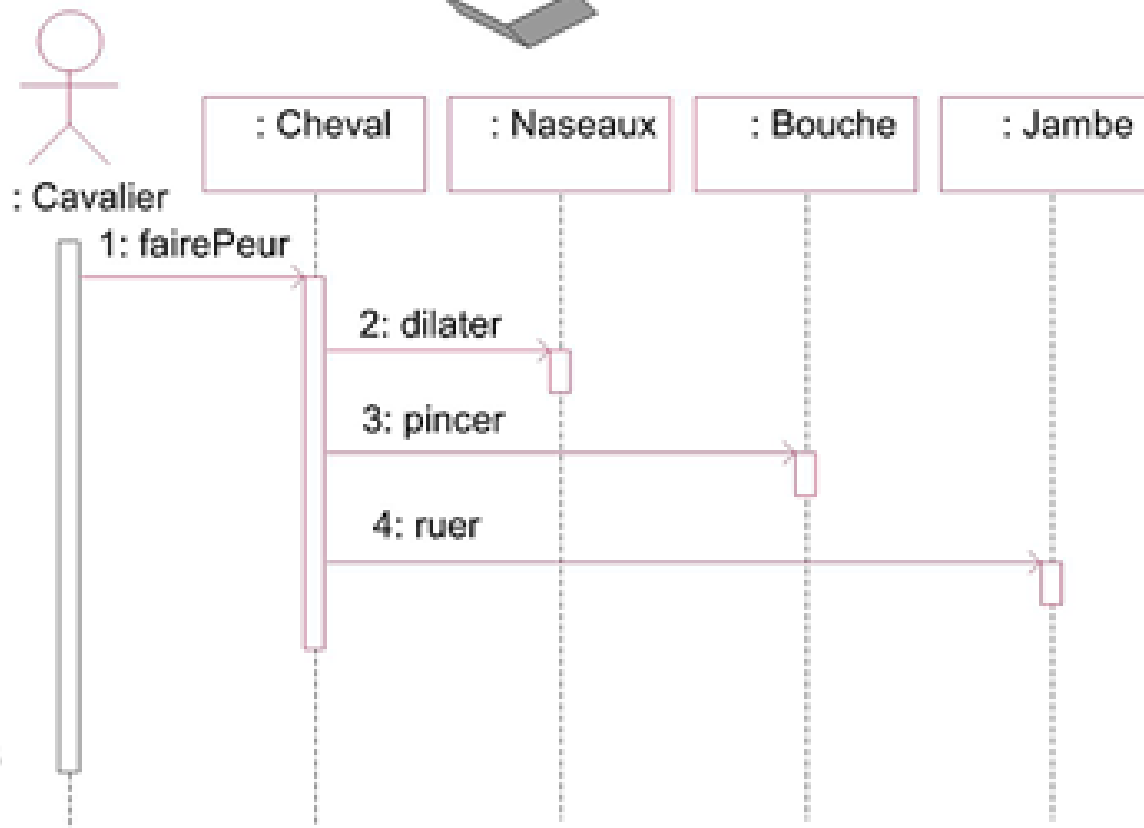 : Cheval
: Naseaux
: Bouche
: Jambe
: Cavalier
1: fairePeur
2: dilater
3: pincer
4: ruer